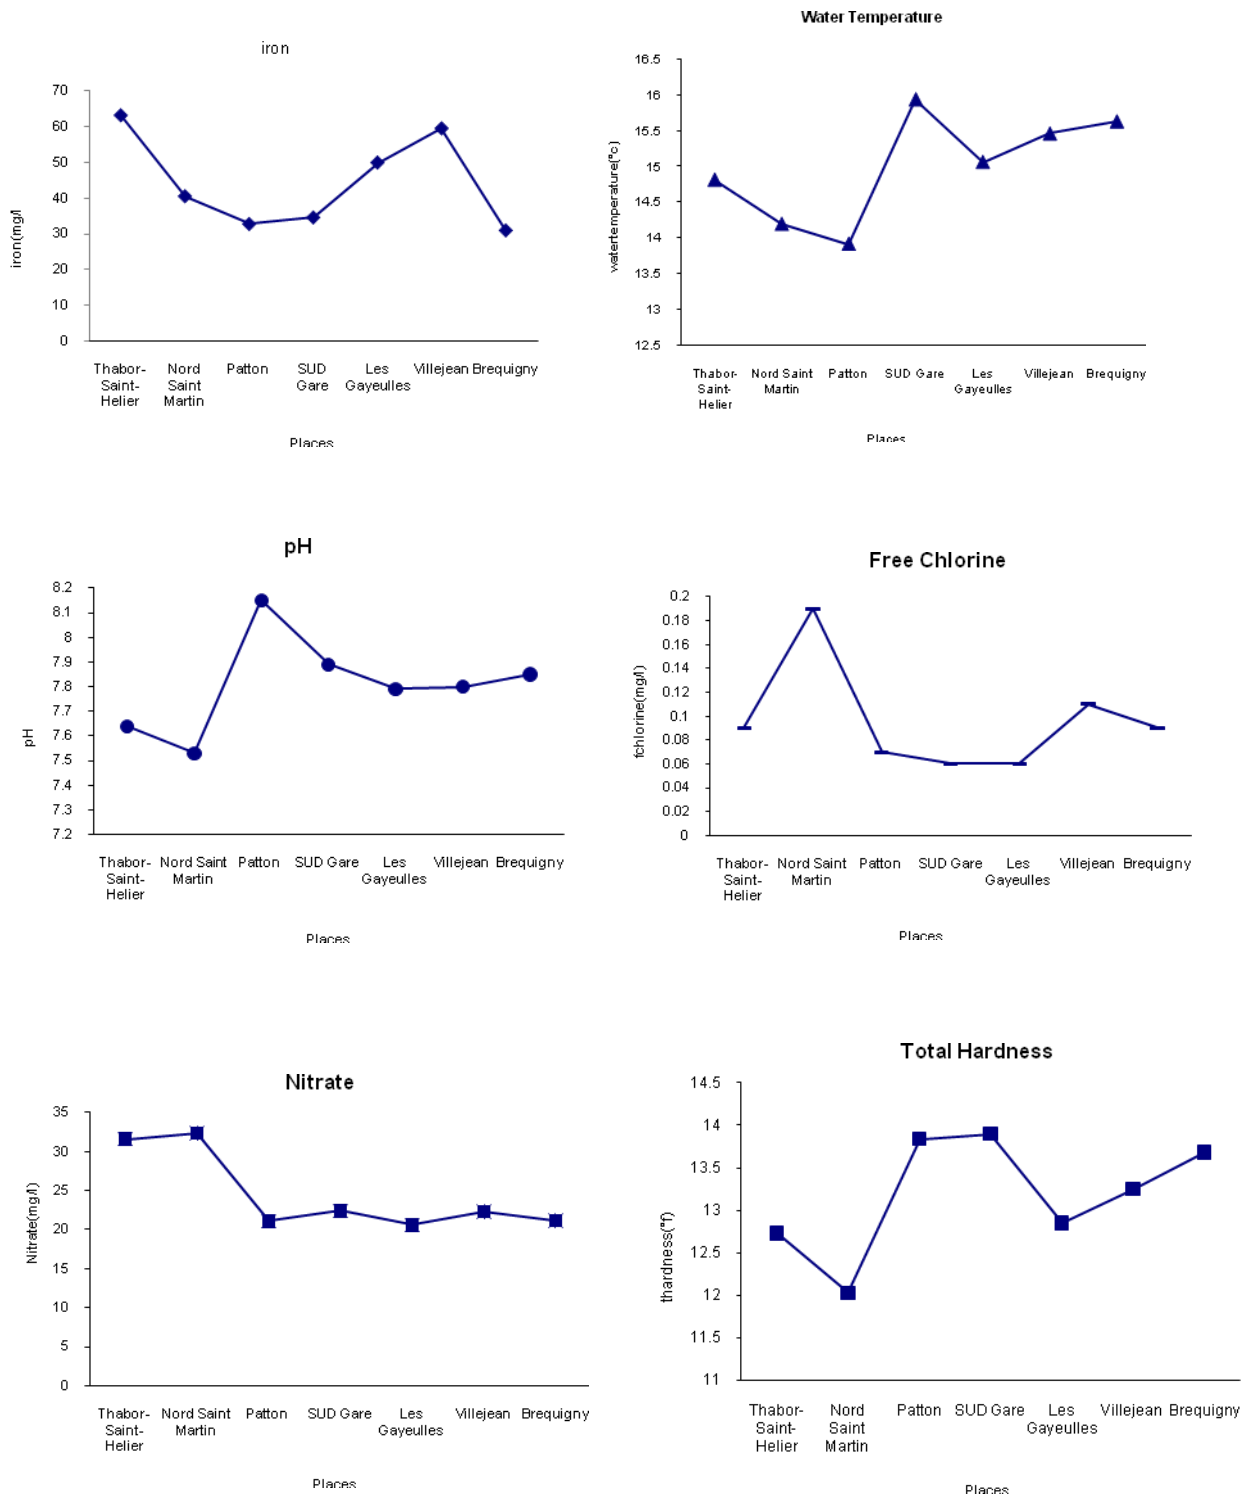 iron
70
60
50
40
30
20
10
0
iron(mg/l
Thabor-
Saint-
Helier
Nord
Saint
Martin
Patton
SUD
Gare
Les
Gayeulles
Villejean
Brequigny
Places
Water Temperature
16.5
16
15.5
15
14.5
14
13.5
13
12.5
watertemperature(°c)
Thabor-
Saint-
Helier
Nord Saint
Martin
Patton
SUD Gare
Les
Gayeulles
Villejean
Brequigny
Places
pH
8.2
8.1
8
7.9
7.8
7.7
7.6
7.5
7.4
7.3
7.2
pH
Thabor-
Saint-
Helier
Nord Saint
Martin
Patton
SUD Gare
Les
Gayeulles
Villejean
Brequigny
Places
Free Chlorine
0.2
0.18
0.16
0.14
0.12
0.1
0.08
0.06
0.04
0.02
0
fchlorine(mg/l)
Thabor-
Saint-
Helier
Nord Saint
Martin
Patton
SUD Gare
Les
Gayeulles
Villejean
Brequigny
Places
Nitrate
35
30
25
20
15
10
5
0
Nitrate(mg/l)
Thabor-
Saint-
Helier
Nord Saint
Martin
Patton
SUD Gare
Les
Gayeulles
Villejean
Brequigny
Places
Total Hardness
14.5
14
13.5
13
12.5
12
11.5
11
thardness(°f)
Thabor-
Saint-
Helier
Nord
Saint
Martin
Patton
SUD Gare
Les
Gayeulles
Villejean
Brequigny
Places